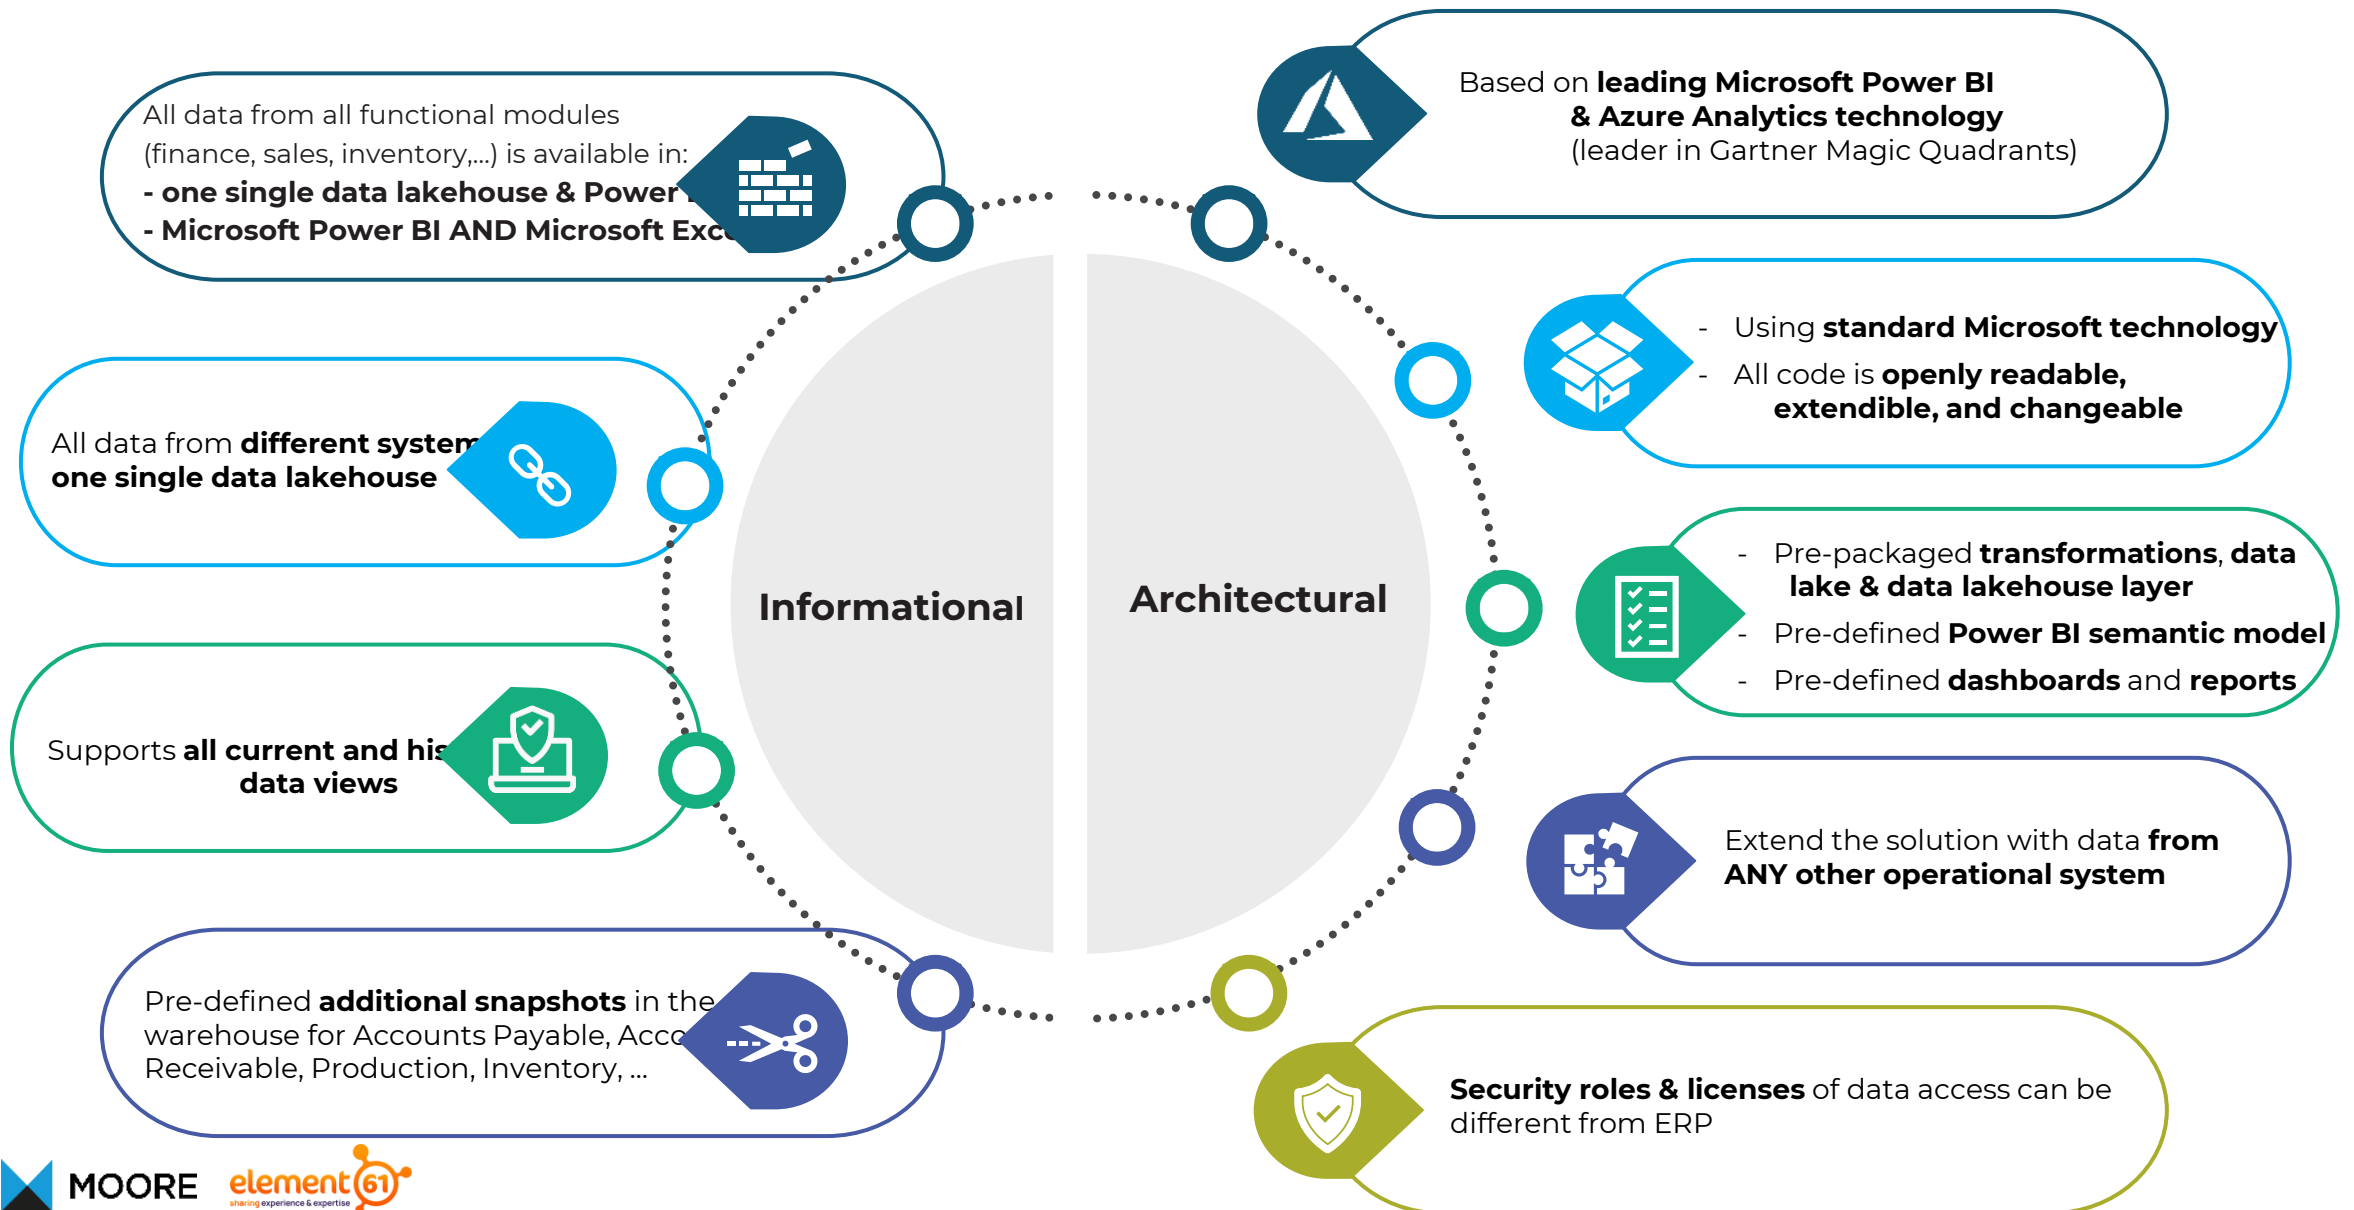 All data from all functional modules
(finance, sales, inventory,...) is available in:
- one single data lakehouse & Power
- Microsoft Power BI AND Microsoft
All data from different
one single data lakehouse
Supports all current and
data views
Pre-defined additional snapshots in the
warehouse for Accounts Payable,
Receivable, Production, Inventory, ...
Informational
Architectural
Based on leading Microsoft Power BI
& Azure Analytics technology
(leader in Gartner Magic Quadrants)
- Using standard Microsoft technology
- All code is openly readable,
extendible, and changeable
- Pre-packaged transformations, data
lake & data lakehouse layer
- Pre-defined Power BI semantic model
- Pre-defined dashboards and reports
Extend the solution with data from
ANY other operational system
Security roles & licenses of data access can be
different from ERP
MOORE
element 61
sharing experience & expertise